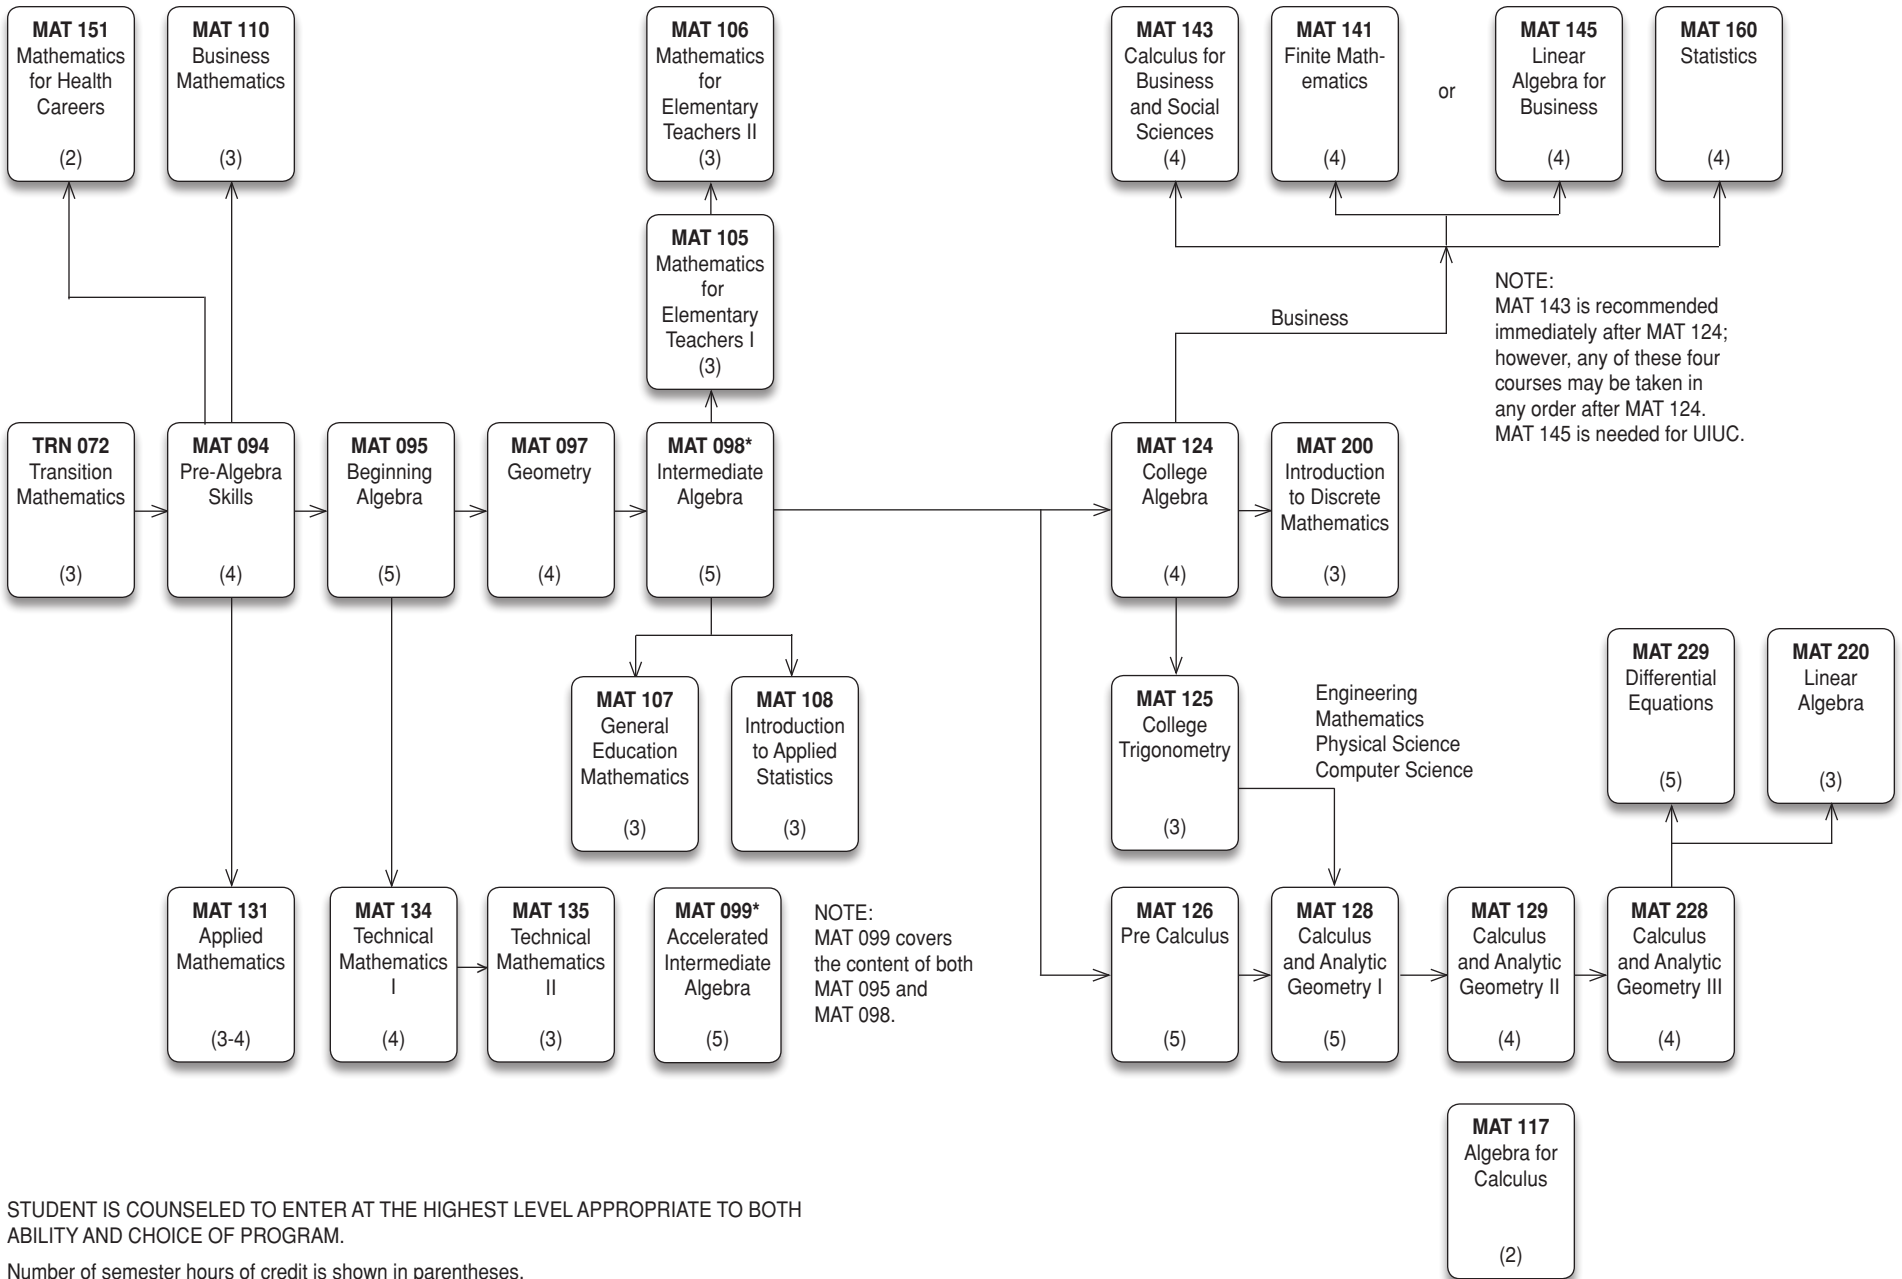 MAT 151
Mathematics
for Health
Careers
(2)
MAT 110
Business
Mathematics
(3)
MAT 106
Mathematics
for
Elementary
Teachers II
(3)
MAT 143
Calculus for
Business
and Social
Sciences
(4)
MAT 141
Finite Math-
ematics
(4)
or
MAT 145
Linear
Algebra for
Business
(4)
MAT 160
Statistics
(4)
MAT 105
Mathematics
for
Elementary
Teachers I
(3)
Business
NOTE:
MAT 143 is recommended
immediately after MAT 124;
however, any of these four
courses may be taken in
any order after MAT 124.
MAT 145 is needed for UIUC.
TRN 072
Transition
Mathematics
(3)
MAT 094
Pre-Algebra
Skills
(4)
MAT 095
Beginning
Algebra
(5)
MAT 097
Geometry
(4)
MAT 098*
Intermediate
Algebra
(5)
MAT 124
College
Algebra
(4)
MAT 200
Introduction
to Discrete
Mathematics
(3)
MAT 107
General
Education
Mathematics
(3)
MAT 108
Introduction
to Applied
Statistics
(3)
MAT 125
College
Trigonometry
(3)
Engineering
Mathematics
Physical Science
Computer Science
MAT 229
Differential
Equations
(5)
MAT 220
Linear
Algebra
(3)
MAT 131
Applied
Mathematics
(3-4)
MAT 134
Technical
Mathematics
I
(4)
MAT 135
Technical
Mathematics
II
(3)
MAT 099*
Accelerated
Intermediate
Algebra
(5)
NOTE:
MAT 099 covers
the content of both
MAT 095 and
MAT 098.
MAT 126
Pre Calculus
(5)
MAT 128
Calculus
and Analytic
Geometry I
(5)
MAT 129
Calculus
and Analytic
Geometry II
(4)
MAT 228
Calculus
and Analytic
Geometry III
(4)
MAT 117
Algebra for
Calculus
(2)
STUDENT IS COUNSELED TO ENTER AT THE HIGHEST LEVEL APPROPRIATE TO BOTH
ABILITY AND CHOICE OF PROGRAM.
Number of semester hours of credit is shown in parentheses.